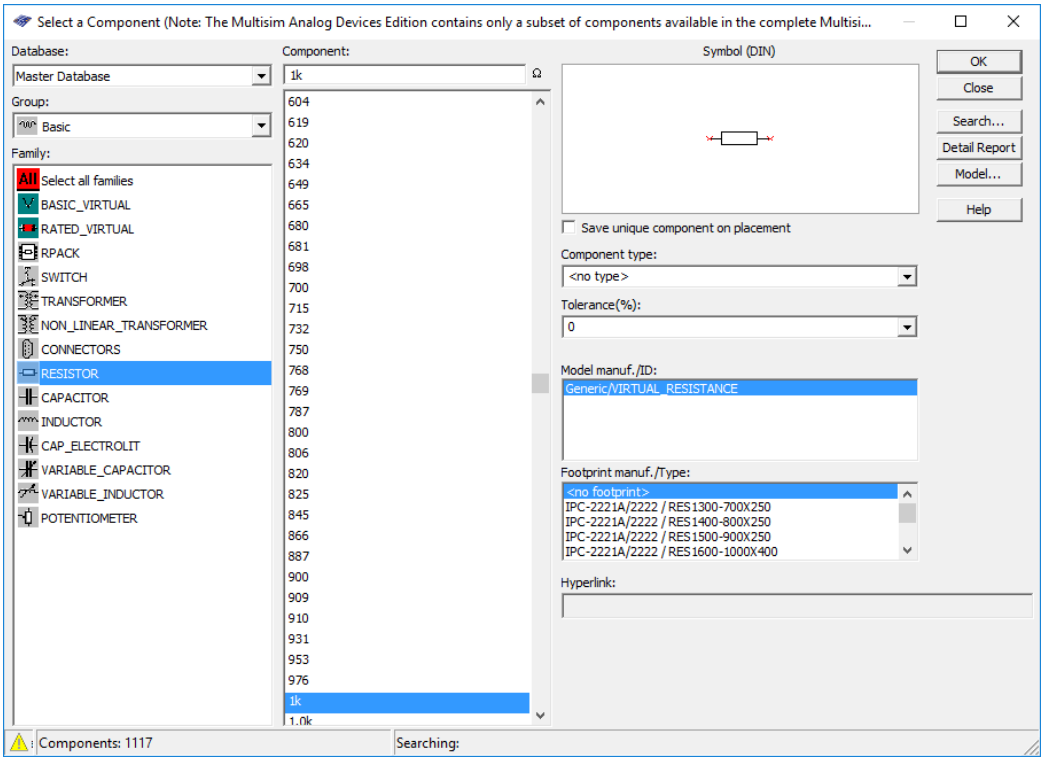 Select a Component (Note: The Multisim Analog Devices Edition contains only a subset of components available in the complete Multisi...
Database:
Master Database
Group:
Basic
Family:
All Select all families
BASIC_VIRTUAL
RATED_VIRTUAL
RPACK
SWITCH
TRANSFORMER
NON_LINEAR_TRANSFORMER
CONNECTORS
RESISTOR
CAPACITOR
INDUCTOR
CAP_ELECTROLIT
VARIABLE_CAPACITOR
VARIABLE_INDUCTOR
POTENTIOMETER
Component:
1k Ω
604
619
620
634
649
665
680
681
698
700
715
732
750
768
769
787
800
806
820
825
845
866
887
900
909
910
931
953
976
1k
1.0k
Symbol (DIN)
Save unique component on placement
Component type:
<no type>
Tolerance(%):
0
Model manuf./ID:
Generic/VIRTUAL_RESISTANCE
Footprint manuf./Type:
<no footprint>
IPC-2221A/2222 / RES1300-700X250
IPC-2221A/2222 / RES1400-800X250
IPC-2221A/2222 / RES1500-900X250
IPC-2221A/2222 / RES1600-1000X400
Hyperlink:
OK
Close
Search...
Detail Report
Model...
Help
Components: 1117
Searching: